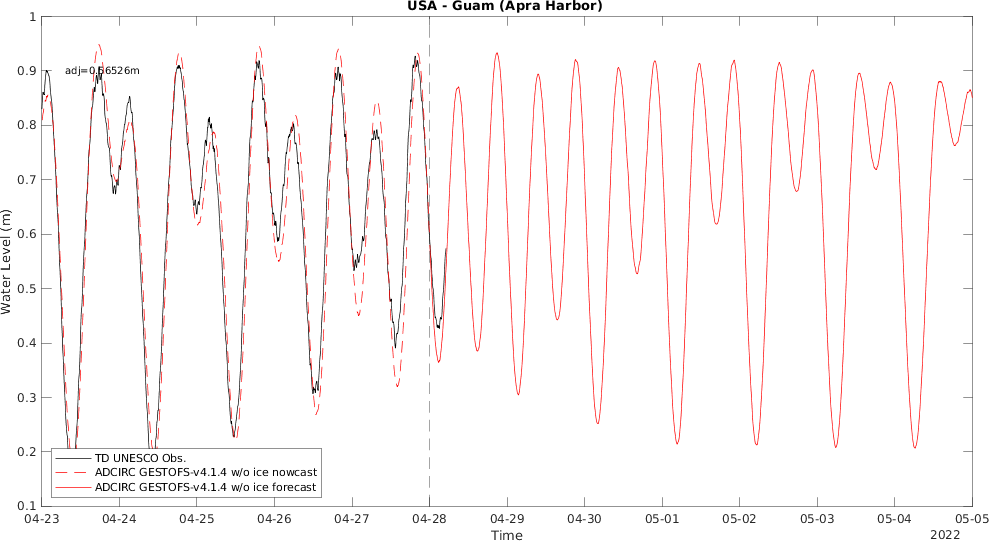 USA - Guam (Apra Harbor)
1
adj=0.56526m
0.9
0.8
0.7
0.6
0.5
0.4
0.3
0.2
0.1
Water Level (m)
TD UNESCO Obs.
ADCIRC GESTOFS-v4.1.4 w/o ice nowcast
ADCIRC GESTOFS-v4.1.4 w/o ice forecast
04-23 04-24 04-25 04-26 04-27 04-28 04-29 04-30 05-01 05-02 05-03 05-04 05-05
Time
2022